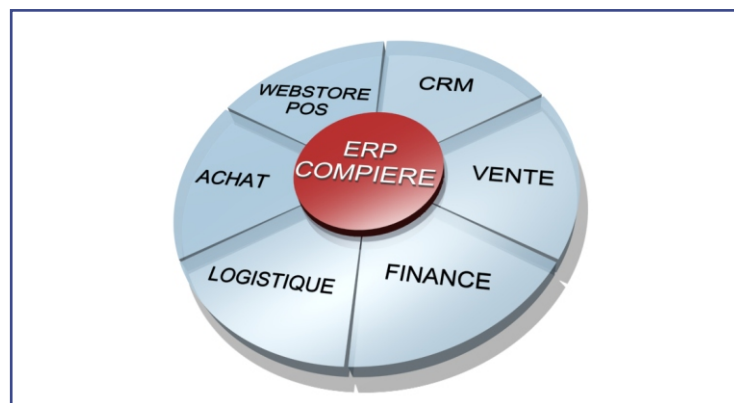 WEBSTORE
POS
CRM
ERP
COMPIERE
ACHAT
VENTE
LOGISTIQUE
FINANCE